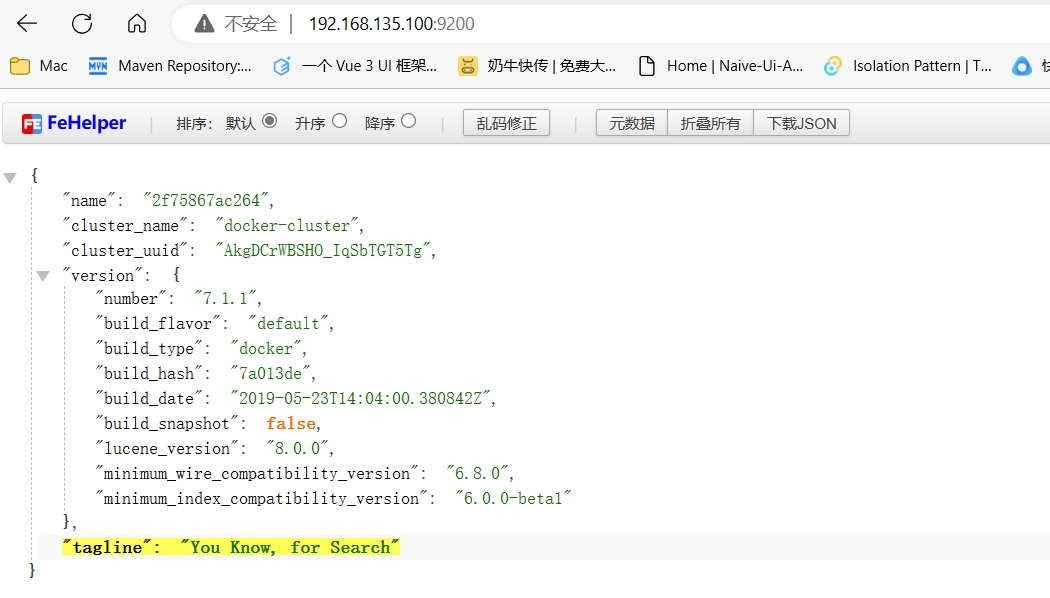 不安全 | 192.168.135.100:9200
Mac Maven Repository:... 一个 Vue 3 UI 框架... 奶牛快传 | 免费大... Home | Naive-Ui-A... Isolation Pattern | T...
FeHelper | 排序: 默认 升序 降序 | 乱码修正 | 元数据 折叠所有 下载JSON
{
"name": "2f75867ac264",
"cluster_name": "docker-cluster",
"cluster_uuid": "AkgDCrWBSHO_IqSbTGT5Tg",
"version": {
"number": "7.1.1",
"build_flavor": "default",
"build_type": "docker",
"build_hash": "7a013de",
"build_date": "2019-05-23T14:04:00.380842Z",
"build_snapshot": false,
"lucene_version": "8.0.0",
"minimum_wire_compatibility_version": "6.8.0",
"minimum_index_compatibility_version": "6.0.0-beta1"
},
"tagline": "You Know, for Search"
}